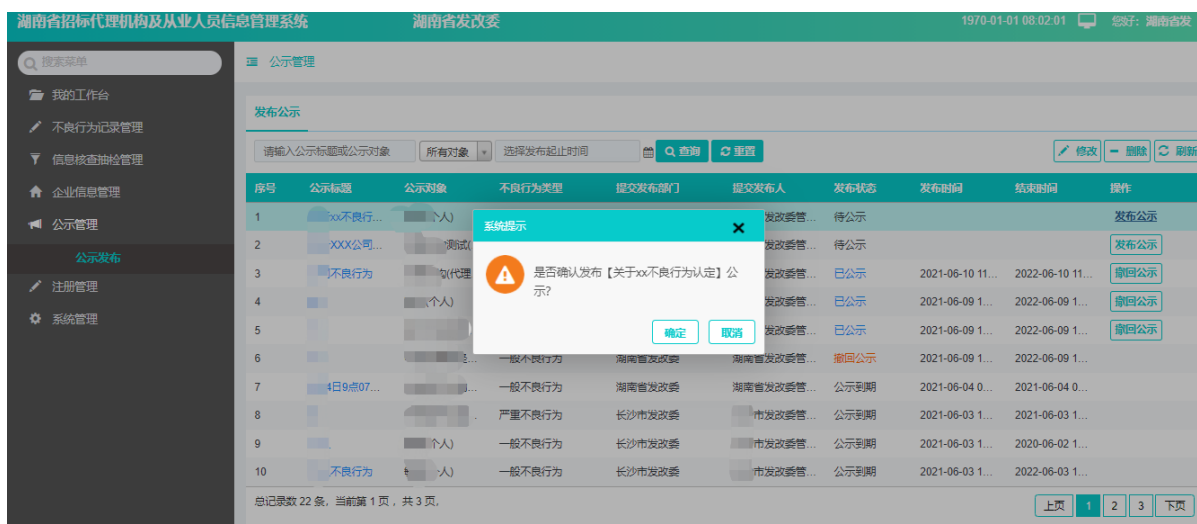 湖南省招标代理机构及从业人员信息管理系统 湖南省发改委 1970-01-01 08:02:01 您好: 湖南省发
搜索菜单 公示管理
我的工作台
发布公示
不良行为记录管理
请输入公示标题或公示对象 所有对象 选择发布起止时间 查询 重置 修改 删除 刷新
信息核查抽检管理
企业信息管理
序号 公示标题 公示对象 不良行为类型 提交发布部门 提交发布人 发布状态 发布时间 结束时间 操作
1 xx不良行... 个人) 发改委管... 待公示 发布公示
公示管理
系统提示
2 XXX公司... 测试( 发改委管... 待公示 发布公示
公示发布
3 不良行为 (代理 发改委管... 已公示 2021-06-10 11... 2022-06-10 11... 撤回公示
是否确认发布【关于xx不良行为认定】公
示?
注册管理
4 (个人) 发改委管... 已公示 2021-06-09 1... 2022-06-09 1... 撤回公示
系统管理
5 发改委管... 已公示 2021-06-09 1... 2022-06-09 1... 撤回公示
确定 取消
6 一般不良行为 湖南省发改委 湖南省发改委管... 撤回公示 2021-06-09 1... 2022-06-09 1...
7 4日9点07... 一般不良行为 湖南省发改委 湖南省发改委管... 公示到期 2021-06-04 0... 2021-06-04 0...
8 严重不良行为 长沙市发改委 市发改委管... 公示到期 2021-06-03 1... 2021-06-03 1...
9 个人) 一般不良行为 长沙市发改委 市发改委管... 公示到期 2021-06-03 1... 2020-06-02 1...
10 不良行为 人) 一般不良行为 长沙市发改委 市发改委管... 公示到期 2021-06-03 1... 2022-06-03 1...
总记录数 22 条, 当前第 1 页, 共 3 页, 上页 1 2 3 下页